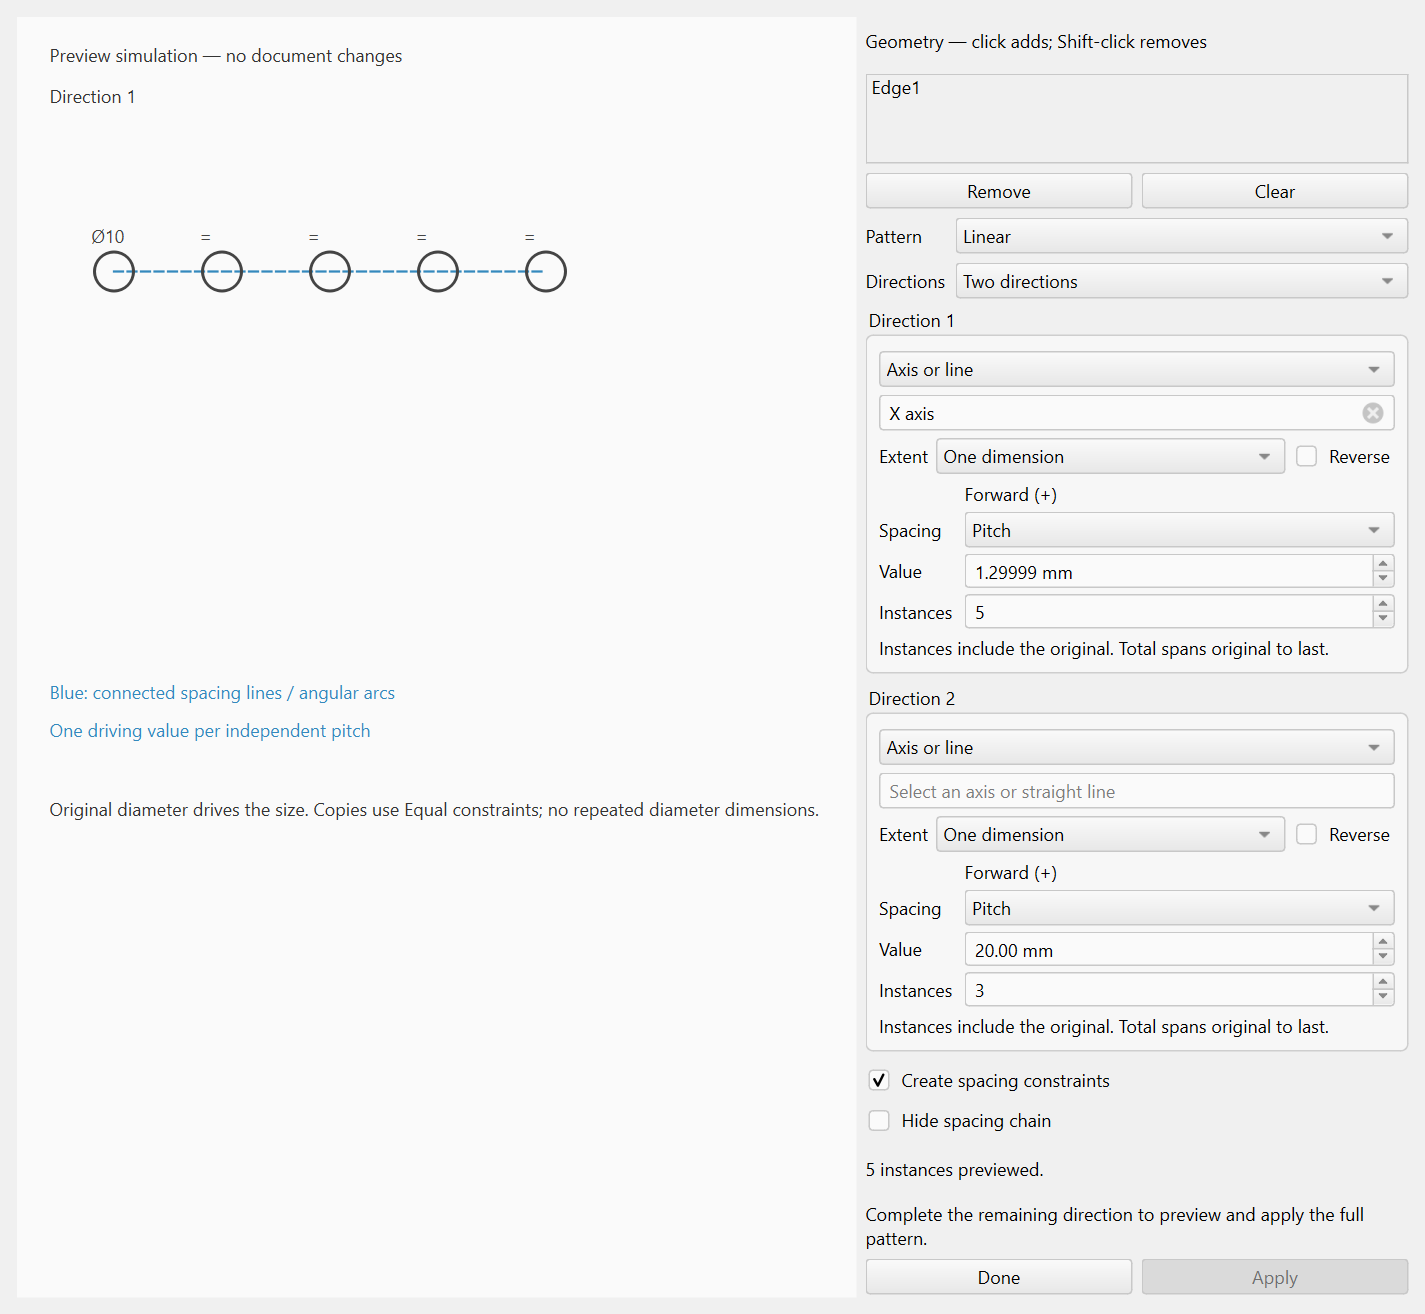 Preview simulation — no document changes
Direction 1
Ø10 = = = =
Blue: connected spacing lines / angular arcs
One driving value per independent pitch
Original diameter drives the size. Copies use Equal constraints; no repeated diameter dimensions.
Geometry — click adds; Shift-click removes
Edge1
Remove Clear
Pattern Linear
Directions Two directions
Direction 1
Axis or line
X axis
Extent One dimension Reverse
Forward (+)
Spacing Pitch
Value 1.29999 mm
Instances 5
Instances include the original. Total spans original to last.
Direction 2
Axis or line
Select an axis or straight line
Extent One dimension Reverse
Forward (+)
Spacing Pitch
Value 20.00 mm
Instances 3
Instances include the original. Total spans original to last.
Create spacing constraints
Hide spacing chain
5 instances previewed.
Complete the remaining direction to preview and apply the full
pattern.
Done Apply